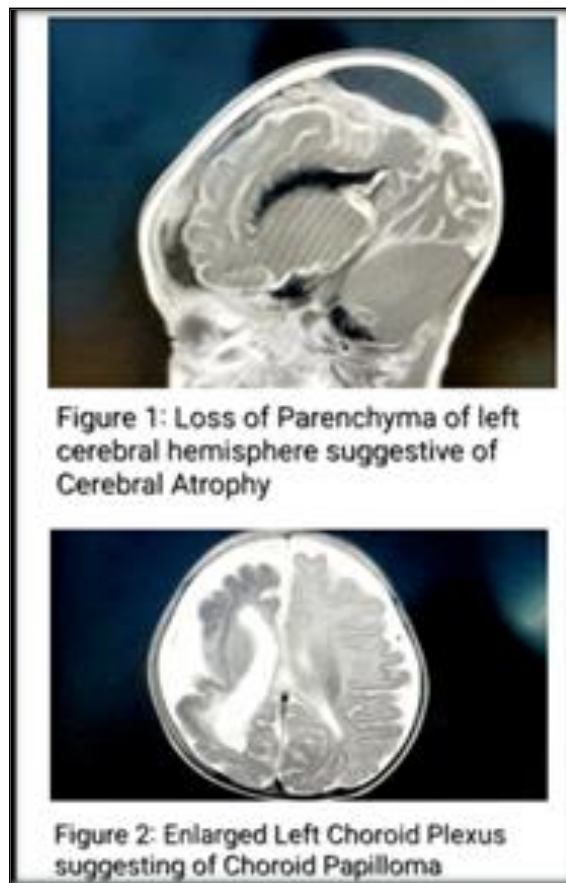 Figure 1: Loss of Parenchyma of left
cerebral hemisphere suggestive of
Cerebral Atrophy
Figure 2: Enlarged Left Choroid Plexus
suggesting of Choroid Papilloma